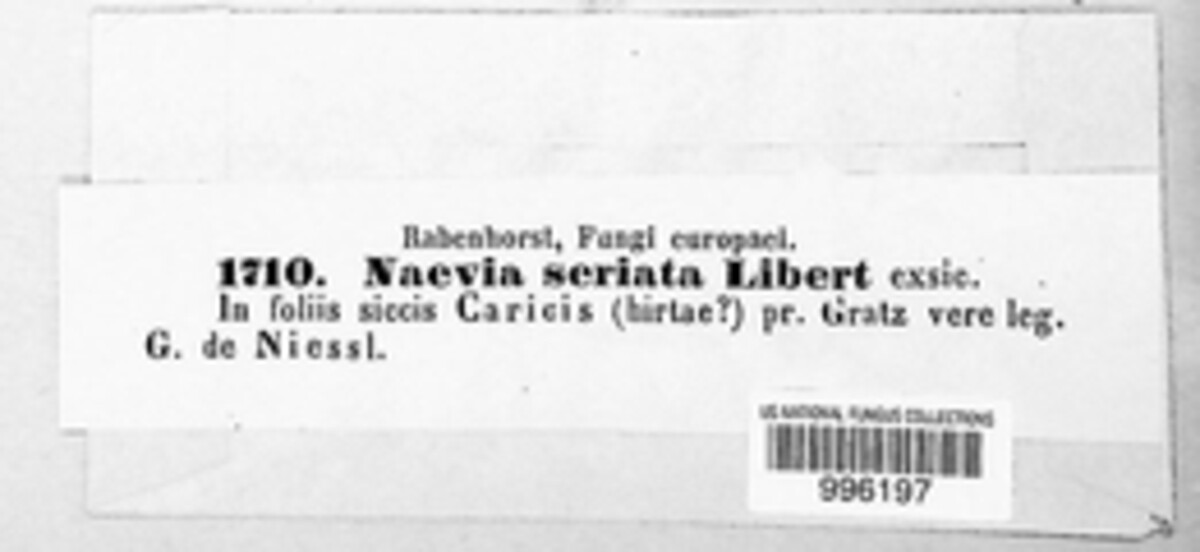 Rabenhorst, Fungi europaei.
1710. Naevia seriata Libert exsic.
In foliis siccis Caricis (hirtae?) pr. Gratz vere leg.
G. de Niessl.
US NATIONAL FUNGUS COLLECTIONS
996197